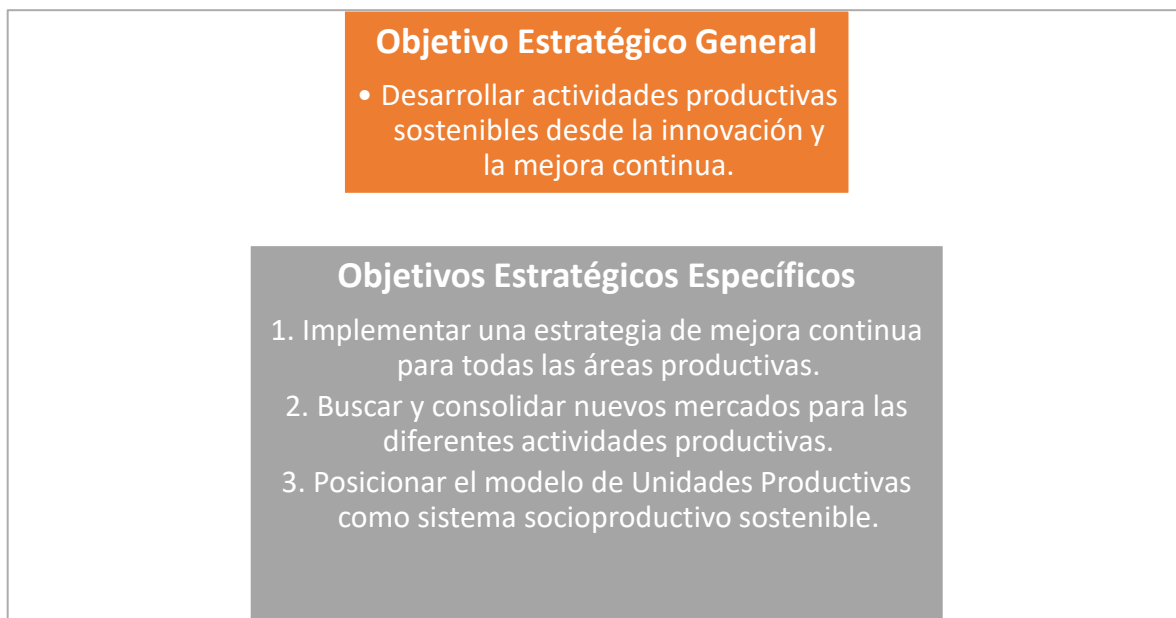 Objetivo Estratégico General
• Desarrollar actividades productivas
sostenibles desde la innovación y
la mejora continua.
Objetivos Estratégicos Específicos
1. Implementar una estrategia de mejora continua
para todas las áreas productivas.
2. Buscar y consolidar nuevos mercados para las
diferentes actividades productivas.
3. Posicionar el modelo de Unidades Productivas
como sistema socioproductivo sostenible.